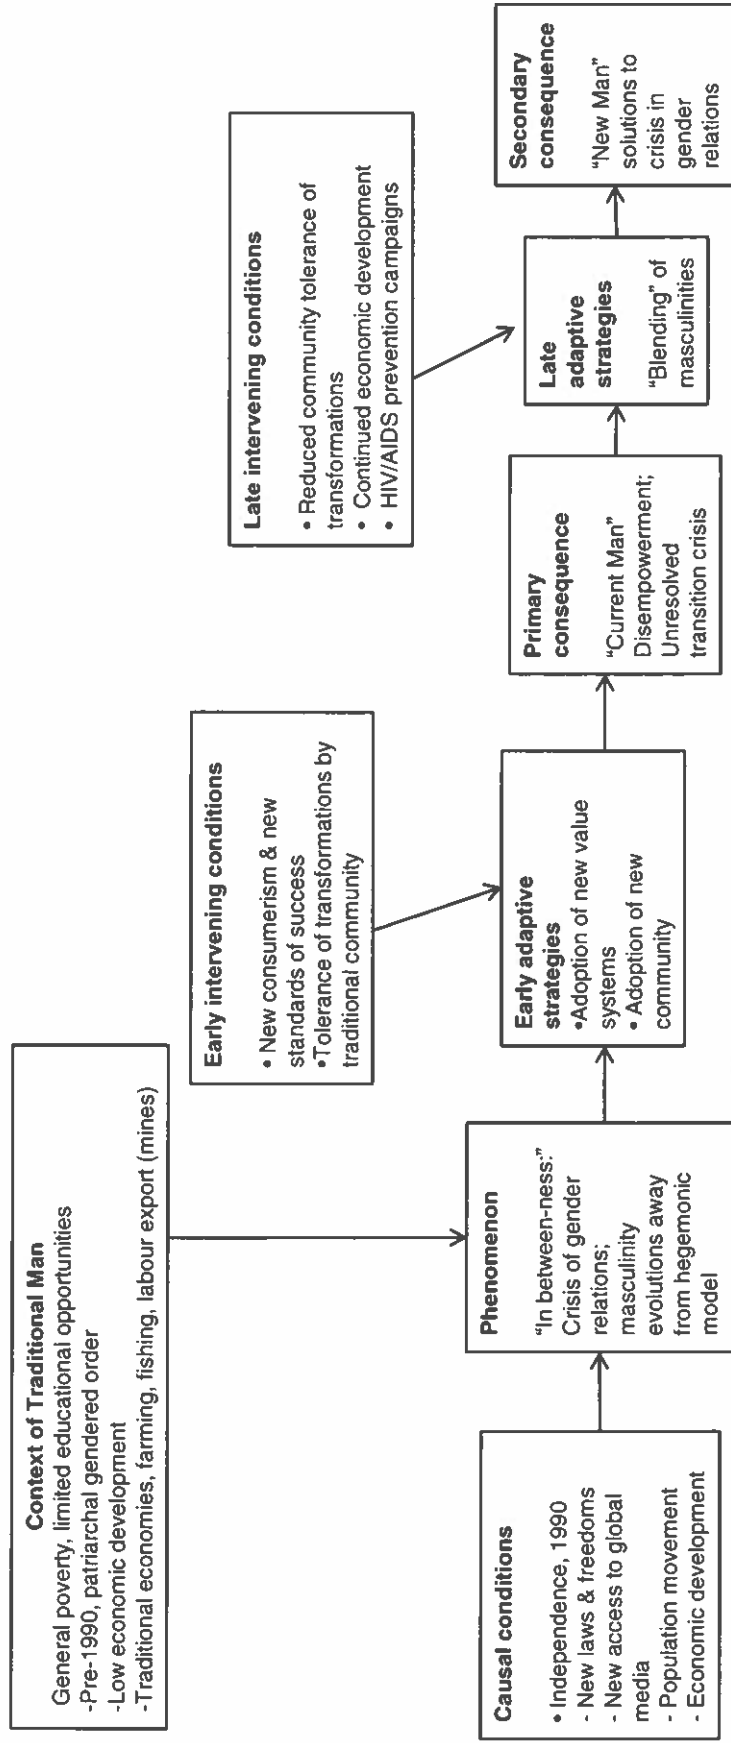 Context of Traditional Man
General poverty, limited educational opportunities
-Pre-1990, patriarchal gendered order
-Low economic development
-Traditional economies, farming, fishing, labour export (mines)
Causal conditions
• Independence, 1990
- New laws & freedoms
- New access to global
media
- Population movement
- Economic development
Phenomenon
"In between-ness:"
Crisis of gender
relations;
masculinity
evolutions away
from hegemonic
model
Early intervening conditions
• New consumerism & new
standards of success
•Tolerance of transformations by
traditional community
Early adaptive
strategies
•Adoption of new value
systems
• Adoption of new
community
Primary
consequence
"Current Man"
Disempowerment;
Unresolved
transition crisis
Late intervening conditions
• Reduced community tolerance of
transformations
• Continued economic development
• HIV/AIDS prevention campaigns
Late
adaptive
strategies
"Blending" of
masculinities
Secondary
consequence
"New Man"
solutions to
crisis in
gender
relations